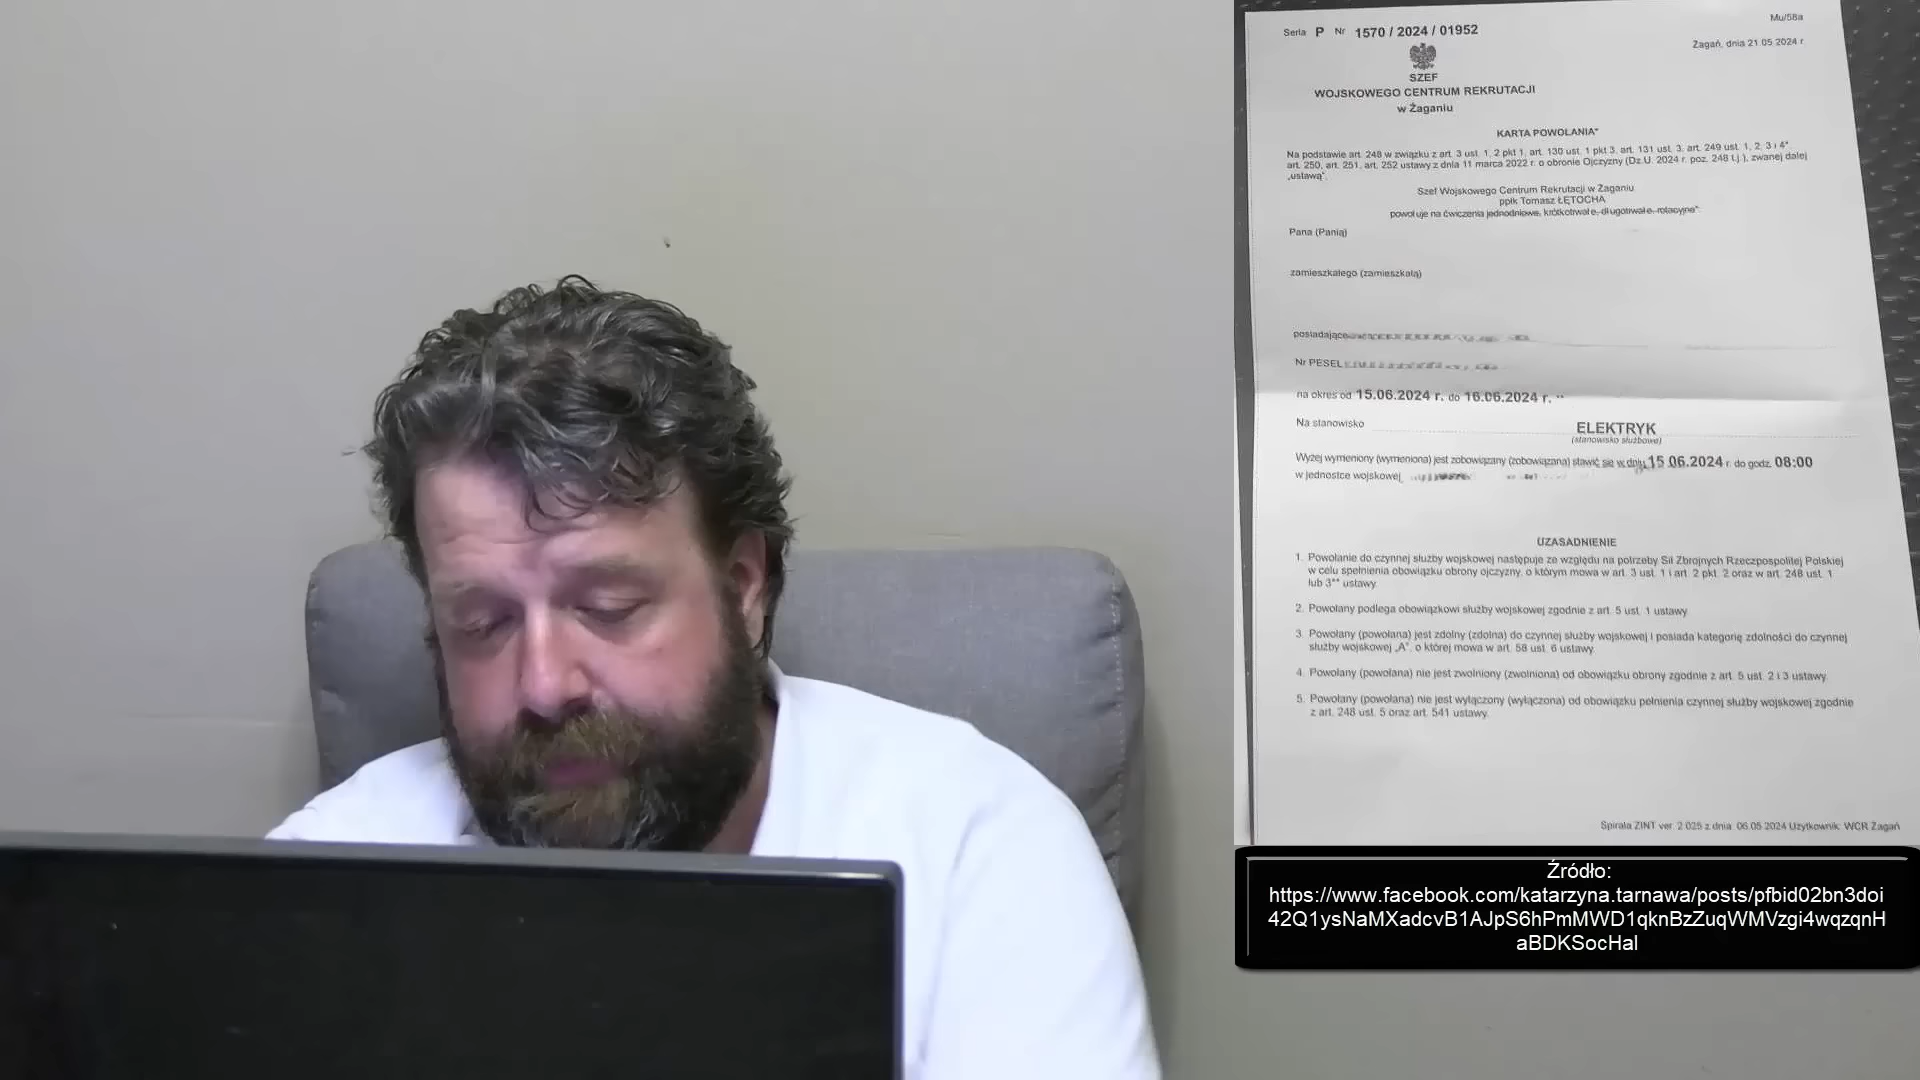 Seria P Nr 1570 / 2024 / 01952
Mu/58a
Żagań, dnia 21 05 2024 r
SZEF
WOJSKOWEGO CENTRUM REKRUTACJI
w Żaganiu
KARTA POWOŁANIA*
Na podstawie art. 248 w związku z art. 3 ust. 1, 2 pkt 1, art. 130 ust. 1 pkt 3, art. 131 ust. 3, art. 249 ust. 1, 2, 3 i 4*
art. 250, art. 251, art. 252 ustawy z dnia 11 marca 2022 r. o obronie Ojczyzny (Dz.U. 2024 r. poz. 248 t.j.), zwanej dalej
„ustawą".
Szef Wojskowego Centrum Rekrutacji w Żaganiu
ppłk Tomasz ŁĘTOCHA
powołuje na ćwiczenia jednodniowe, krótkotrwałe, długotrwałe, rotacyjne*:
Pana (Panią)
zamieszkałego (zamieszkałą)
posiadające
Nr PESEL
na okres od 15.06.2024 r. do 16.06.2024 r. **
Na stanowisko ELEKTRYK
(stanowisko służbowe)
Wyżej wymieniony (wymieniona) jest zobowiązany (zobowiązana) stawić się w dniu 15.06.2024 r. do godz. 08:00
w jednostce wojskowej
UZASADNIENIE
1. Powołanie do czynnej służby wojskowej następuje ze względu na potrzeby Sił Zbrojnych Rzeczpospolitej Polskiej
w celu spełnienia obowiązku obrony ojczyzny, o którym mowa w art. 3 ust. 1 i art. 2 pkt. 2 oraz w art. 248 ust. 1
lub 3** ustawy.
2. Powołany podlega obowiązkowi służby wojskowej zgodnie z art. 5 ust. 1 ustawy.
3. Powołany (powołana) jest zdolny (zdolna) do czynnej służby wojskowej i posiada kategorię zdolności do czynnej
służby wojskowej „A", o której mowa w art. 58 ust. 6 ustawy.
4. Powołany (powołana) nie jest zwolniony (zwolniona) od obowiązku obrony zgodnie z art. 5 ust. 2 i 3 ustawy.
5. Powołany (powołana) nie jest wyłączony (wyłączona) od obowiązku pełnienia czynnej służby wojskowej zgodnie
z art. 248 ust. 5 oraz art. 541 ustawy.
Spirala ZINT ver. 2.025 z dnia 06.05.2024 Użytkownik: WCR Żagań
Źródło:
https://www.facebook.com/katarzyna.tarnawa/posts/pfbid02bn3doi
42Q1ysNaMXadcvB1AJpS6hPmMWD1qknBzZuqWMVzgi4wqzqnH
aBDKSocHal